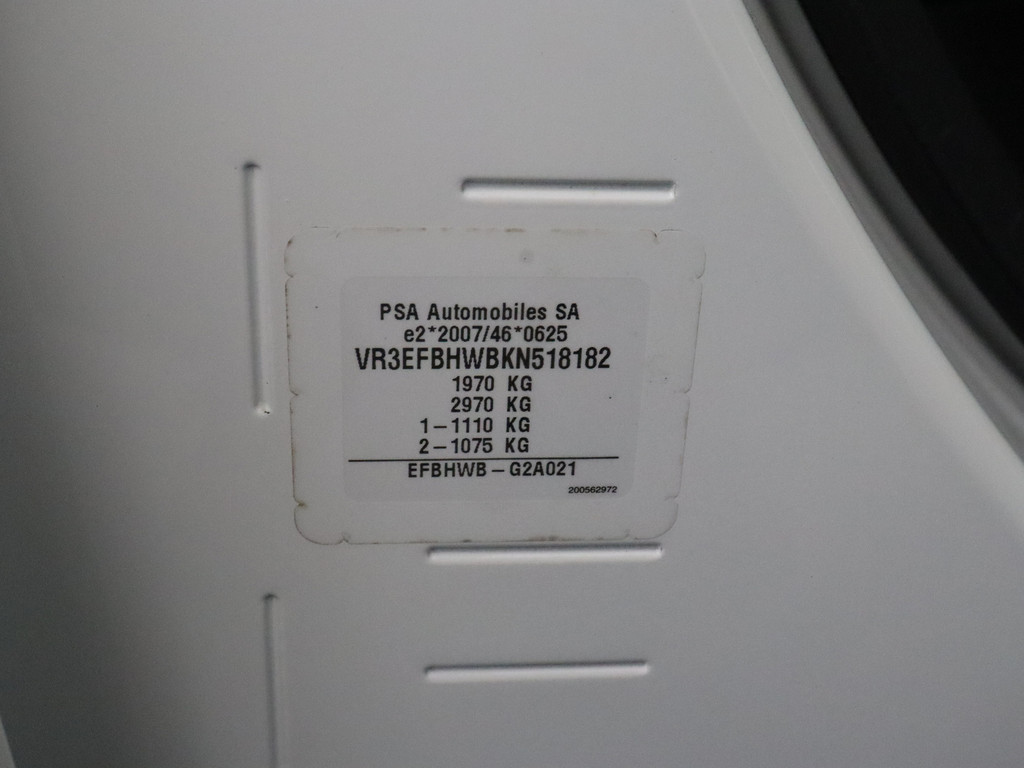 PSA Automobiles SA
e2*2007/46*0625
VR3EFBHWBKN518182
1970 KG
2970 KG
1-1110 KG
2-1075 KG
EFBHWB-G2A021
200562972